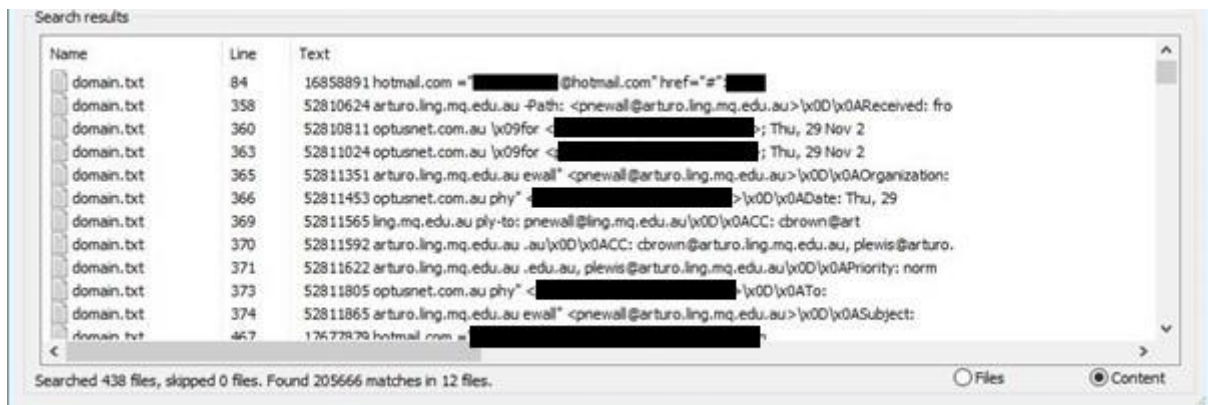 Search results
Name Line Text
domain.txt 84 16858891 hotmail.com ="@hotmail.com" href="#":
domain.txt 358 52810624 arturo.ling.mq.edu.au -Path: <pnewall@arturo.ling.mq.edu.au>\x0D\x0AReceived: fro
domain.txt 360 52810811 optusnet.com.au \x09for <>; Thu, 29 Nov 2
domain.txt 363 52811024 optusnet.com.au \x09for <; Thu, 29 Nov 2
domain.txt 365 52811351 arturo.ling.mq.edu.au ewall" <pnewall@arturo.ling.mq.edu.au>\x0D\x0AOrganization:
domain.txt 366 52811453 optusnet.com.au phy" <>\x0D\x0ADate: Thu, 29
domain.txt 369 52811565 ling.mq.edu.au ply-to: pnewall@ling.mq.edu.au\x0D\x0ACC: cbrown@art
domain.txt 370 52811592 arturo.ling.mq.edu.au .au\x0D\x0ACC: cbrown@arturo.ling.mq.edu.au, plewis@arturo.
domain.txt 371 52811622 arturo.ling.mq.edu.au .edu.au, plewis@arturo.ling.mq.edu.au\x0D\x0APriority: norm
domain.txt 373 52811805 optusnet.com.au phy" <>\x0D\x0ATo:
domain.txt 374 52811865 arturo.ling.mq.edu.au ewall" <pnewall@arturo.ling.mq.edu.au>\x0D\x0ASubject:
domain.txt 467 17677879 hotmail.com ="
Searched 438 files, skipped 0 files. Found 205666 matches in 12 files.
Files Content